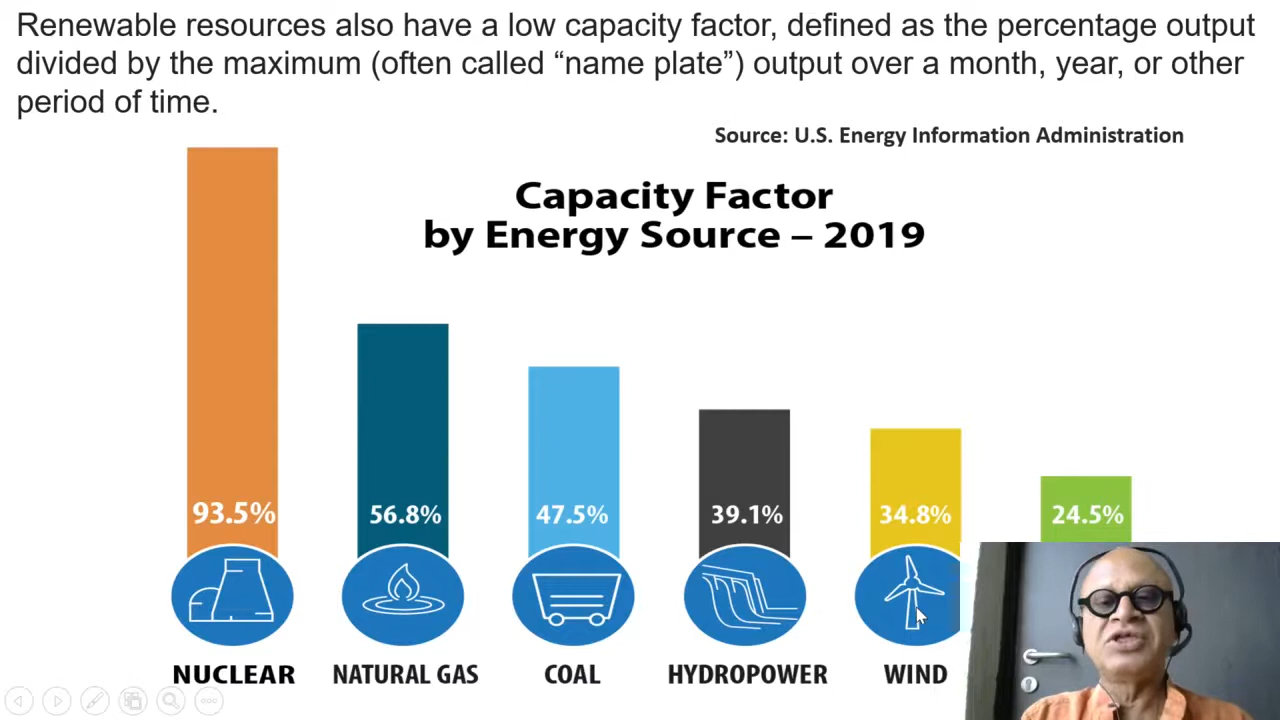 Renewable resources also have a low capacity factor, defined as the percentage output
divided by the maximum (often called “name plate”) output over a month, year, or other
period of time.
Source: U.S. Energy Information Administration
Capacity Factor
by Energy Source – 2019
93.5%
56.8%
47.5%
39.1%
34.8%
24.5%
NUCLEAR
NATURAL GAS
COAL
HYDROPOWER
WIND